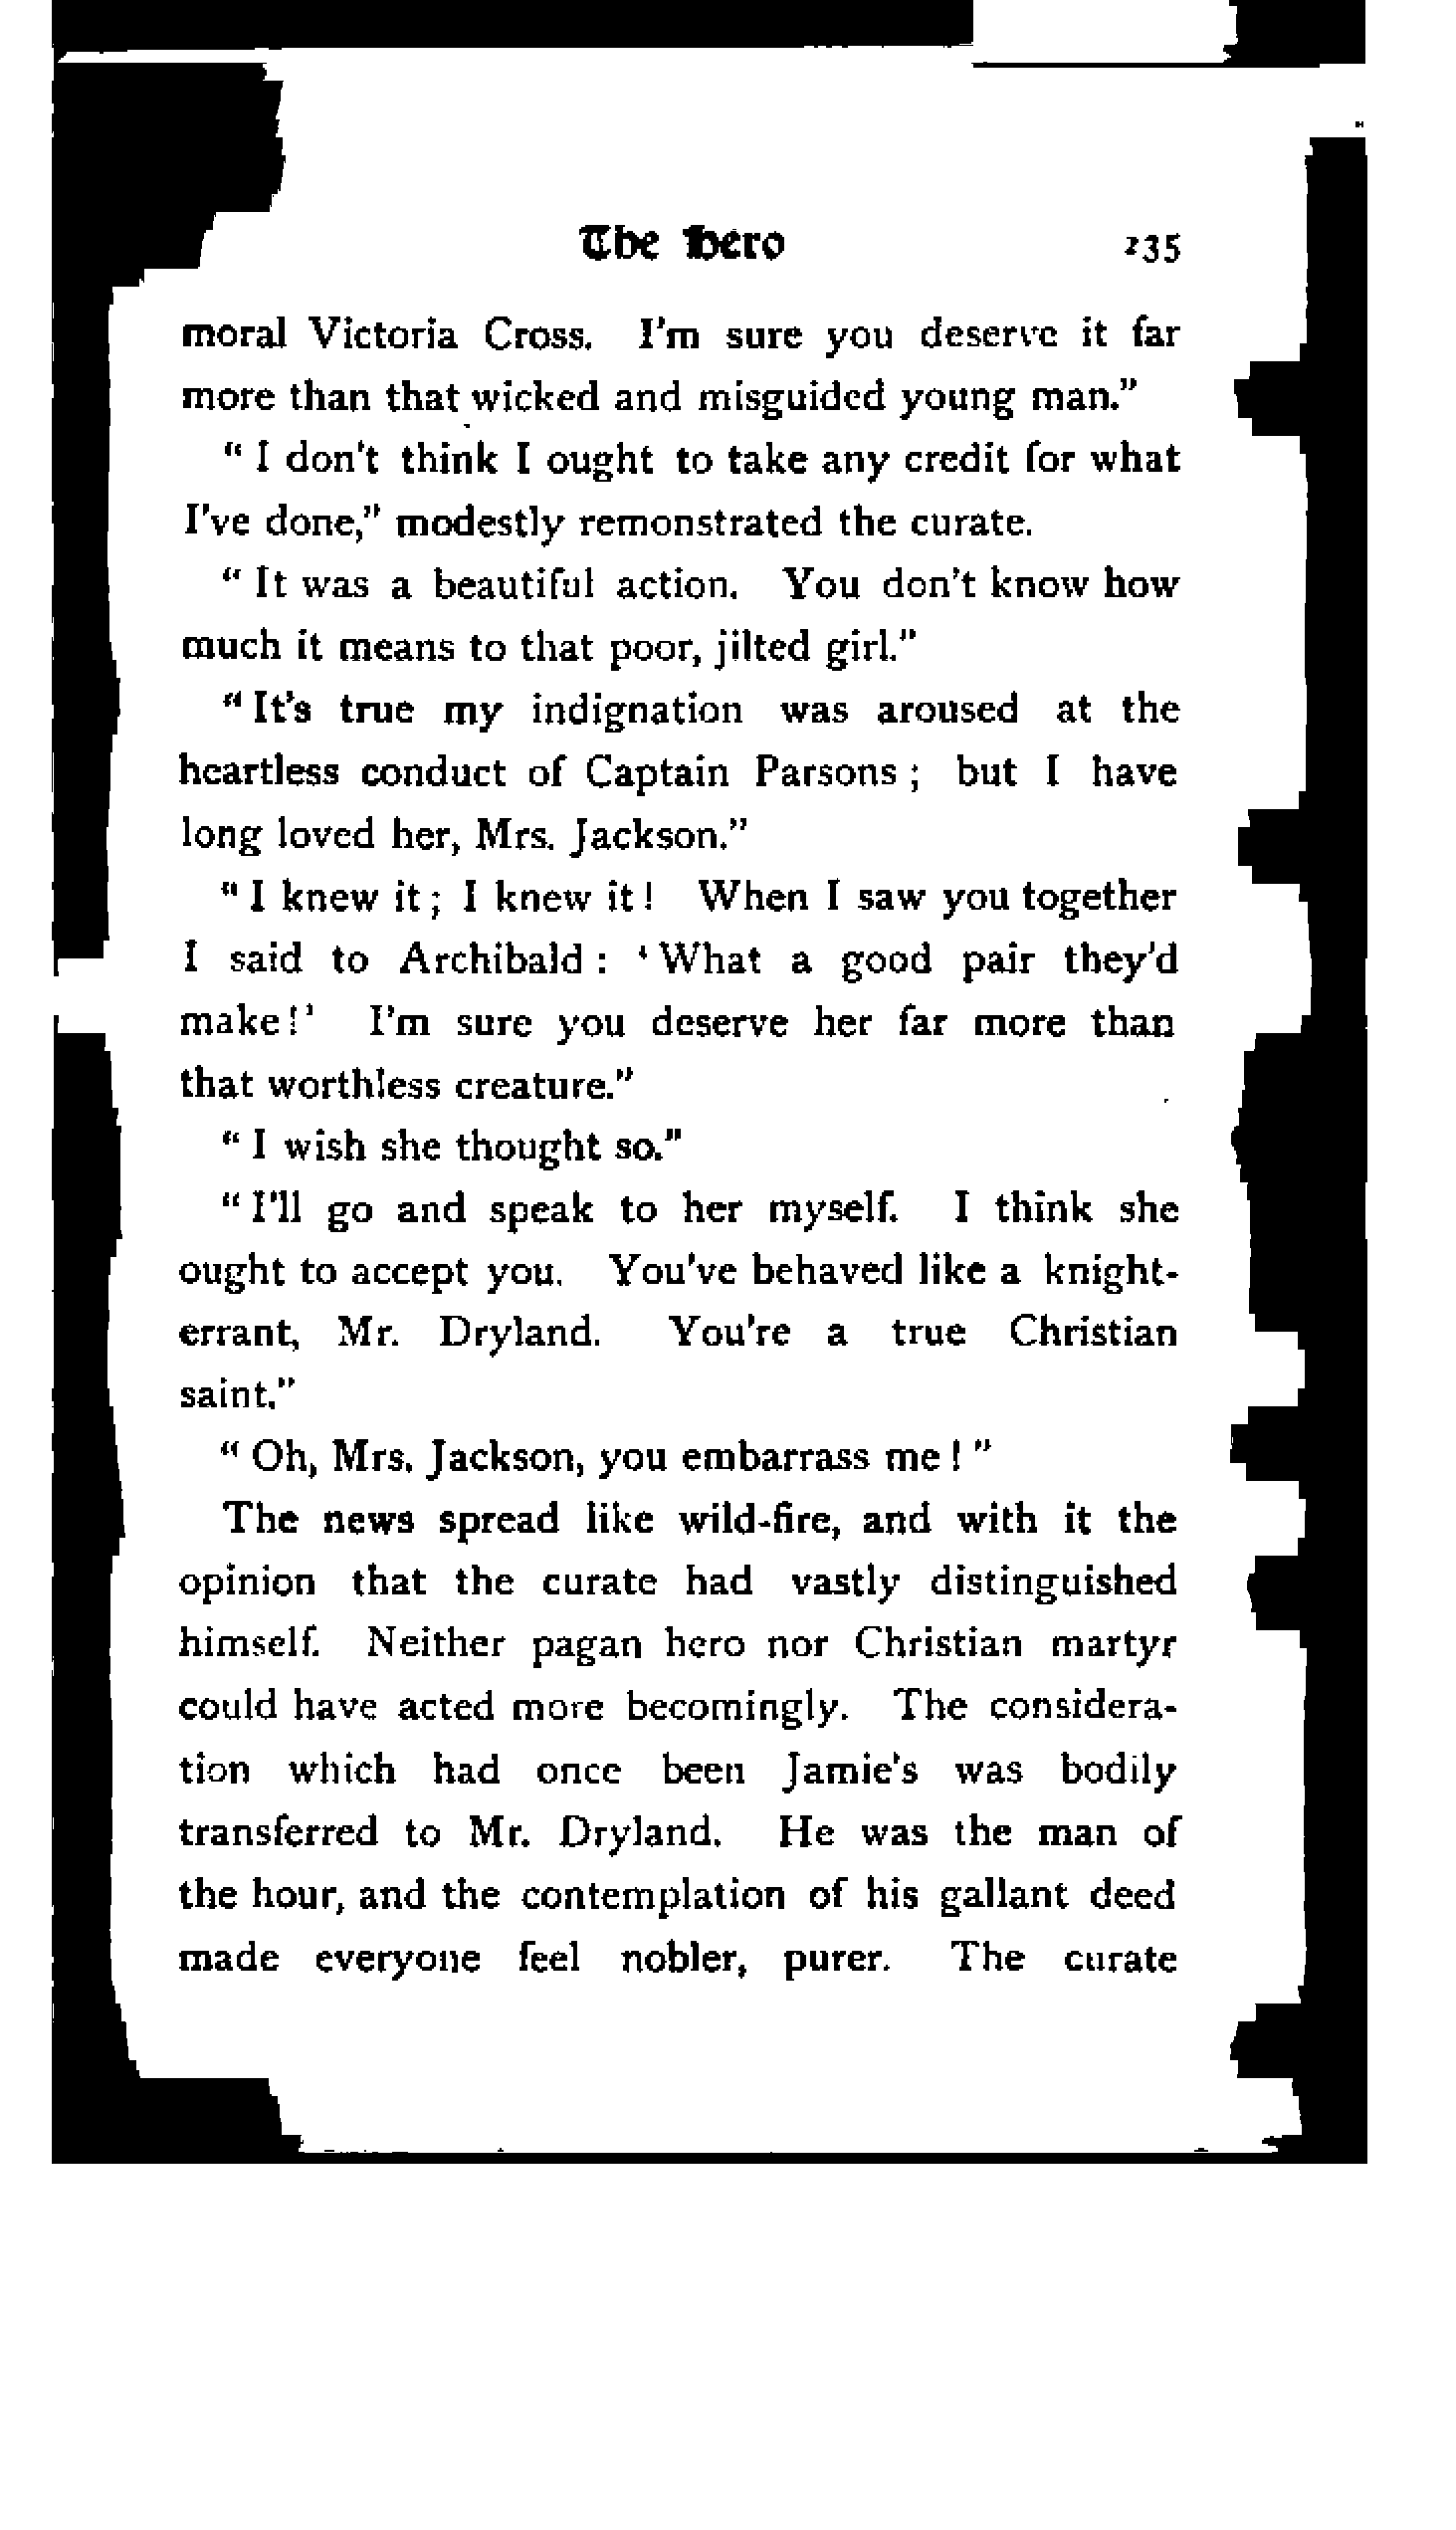 The Hero 235
moral Victoria Cross. I'm sure you deserve it far
more than that wicked and misguided young man."
" I don't think I ought to take any credit for what
I've done," modestly remonstrated the curate.
" It was a beautiful action. You don't know how
much it means to that poor, jilted girl."
" It's true my indignation was aroused at the
heartless conduct of Captain Parsons ; but I have
long loved her, Mrs. Jackson."
" I knew it ; I knew it ! When I saw you together
I said to Archibald : ' What a good pair they'd
make !' I'm sure you deserve her far more than
that worthless creature."
" I wish she thought so."
" I'll go and speak to her myself. I think she
ought to accept you. You've behaved like a knight-
errant, Mr. Dryland. You're a true Christian
saint."
" Oh, Mrs. Jackson, you embarrass me ! "
The news spread like wild-fire, and with it the
opinion that the curate had vastly distinguished
himself. Neither pagan hero nor Christian martyr
could have acted more becomingly. The considera-
tion which had once been Jamie's was bodily
transferred to Mr. Dryland. He was the man of
the hour, and the contemplation of his gallant deed
made everyone feel nobler, purer. The curate